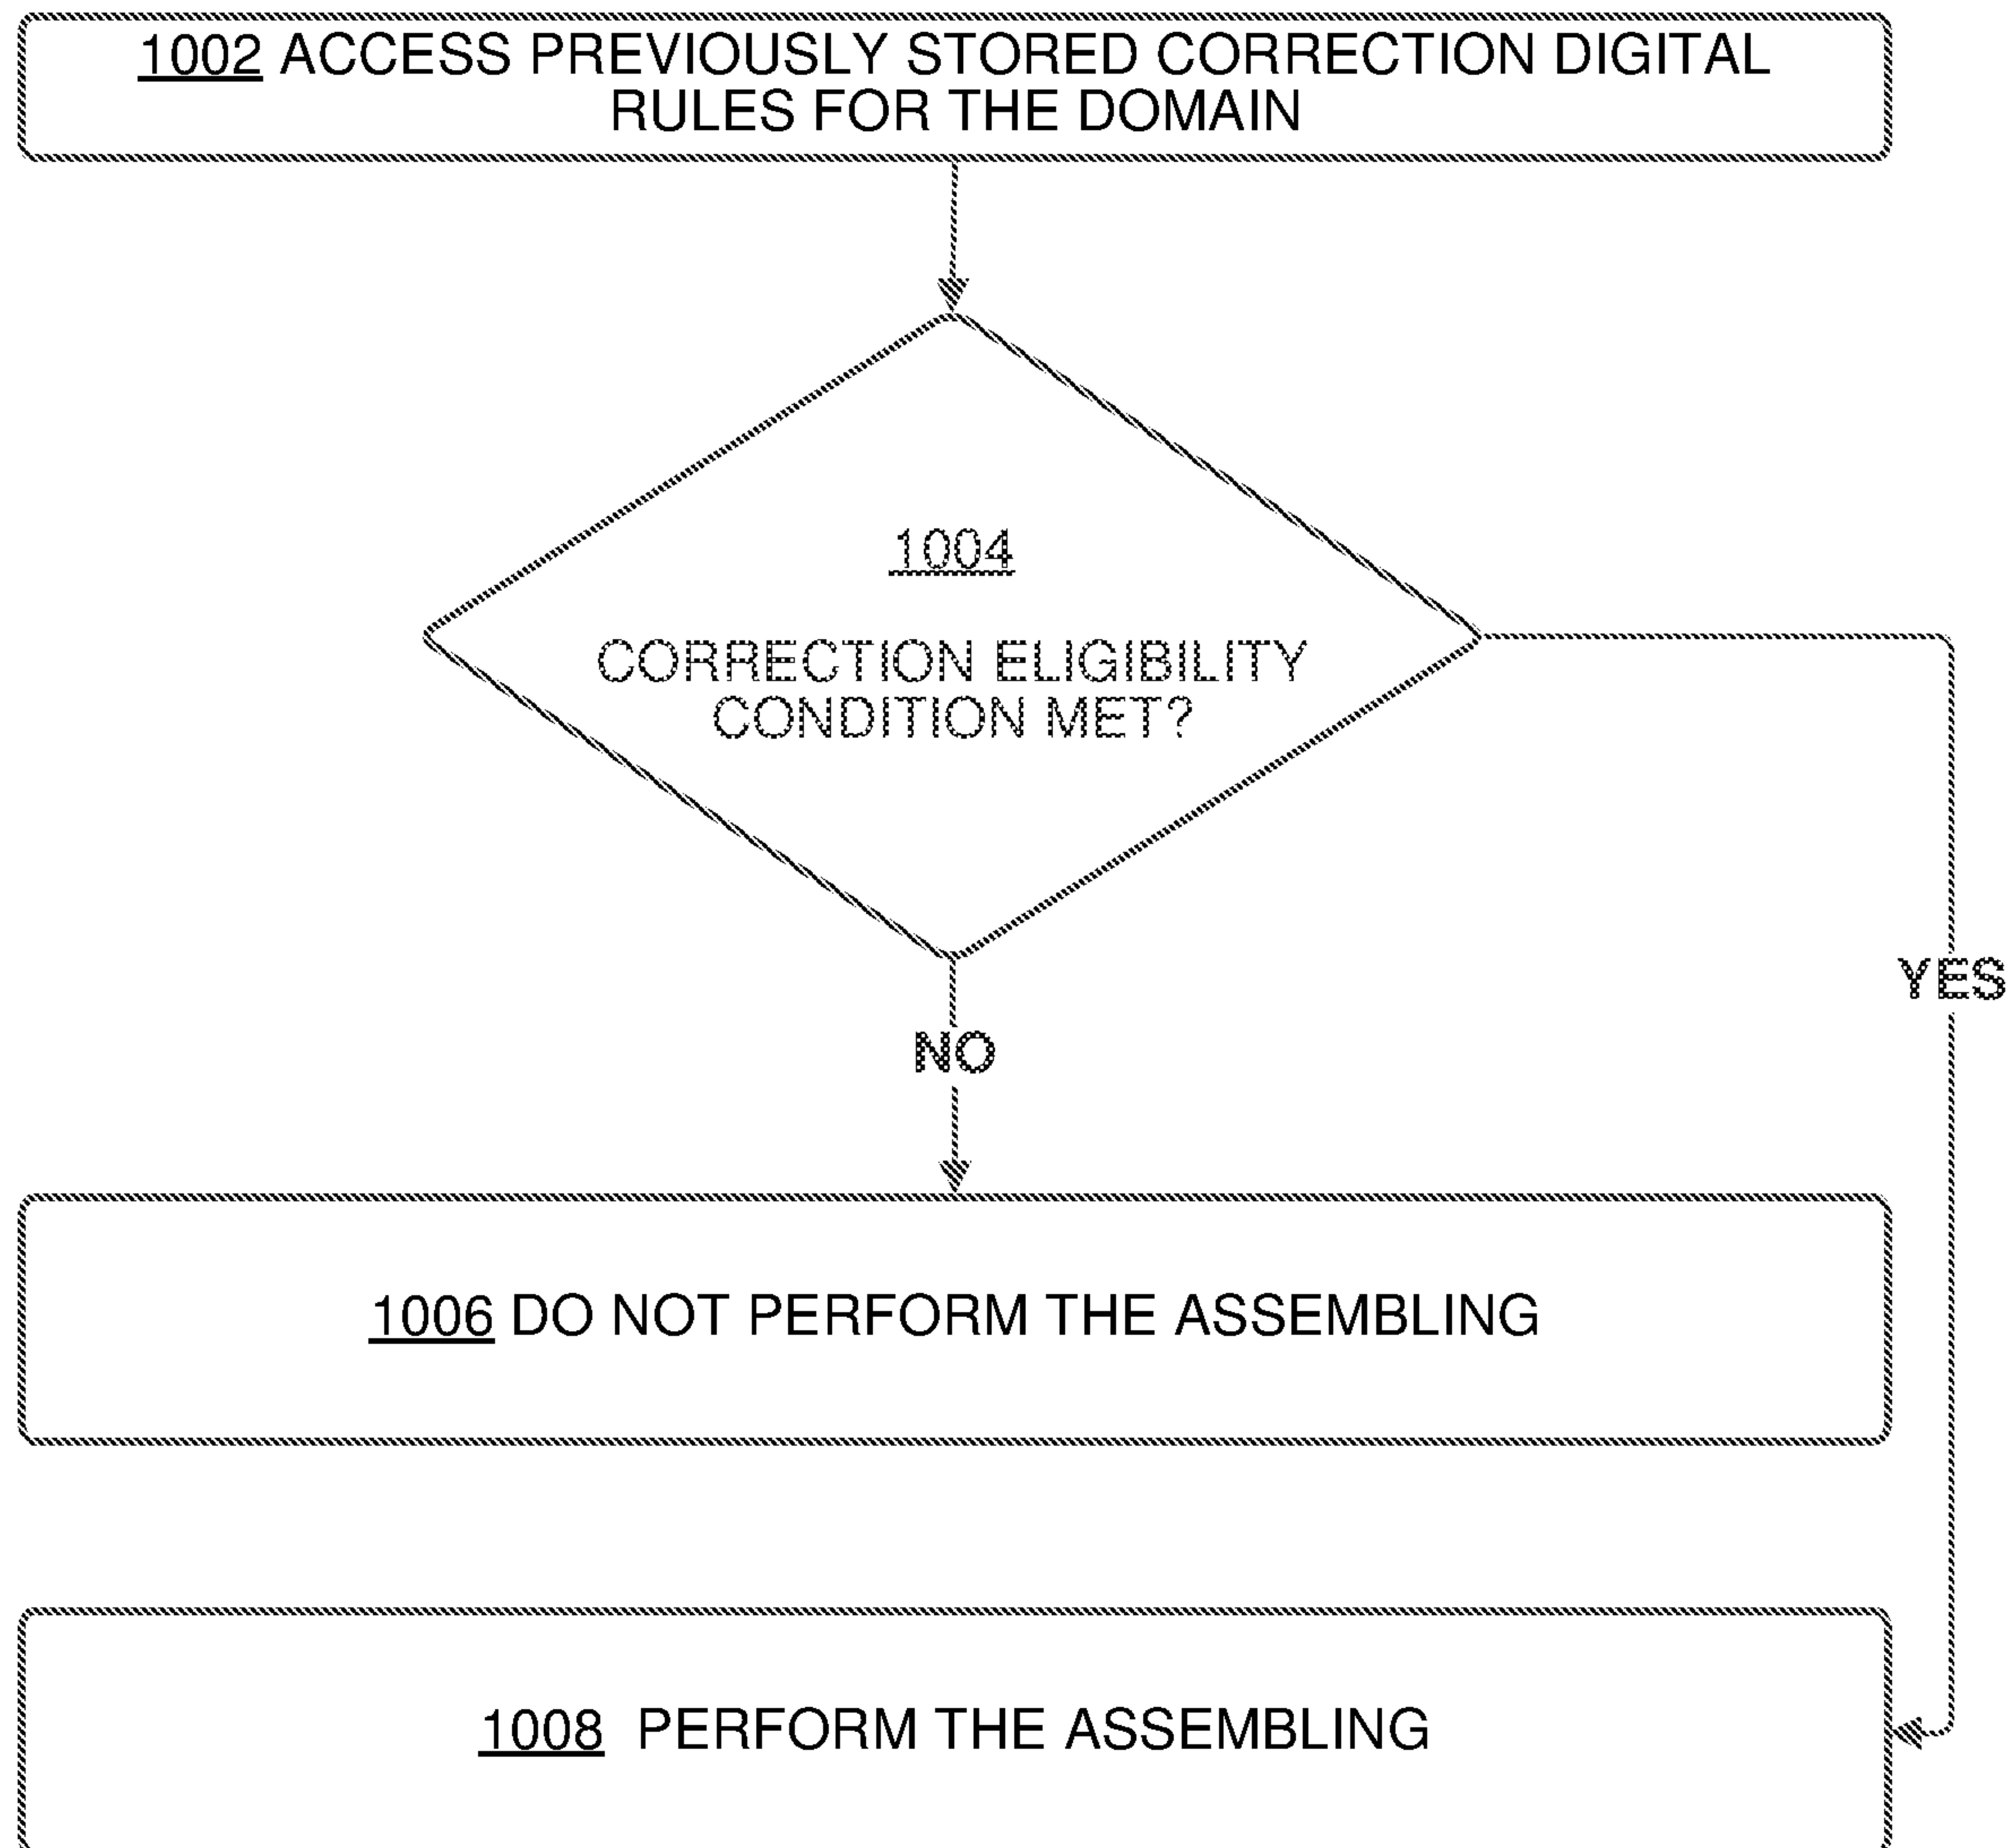 1002 ACCESS PREVIOUSLY STORED CORRECTION DIGITAL
RULES FOR THE DOMAIN
1004
CORRECTION ELIGIBILITY
CONDITION MET?
YES
NO
1006 DO NOT PERFORM THE ASSEMBLING
1008 PERFORM THE ASSEMBLING